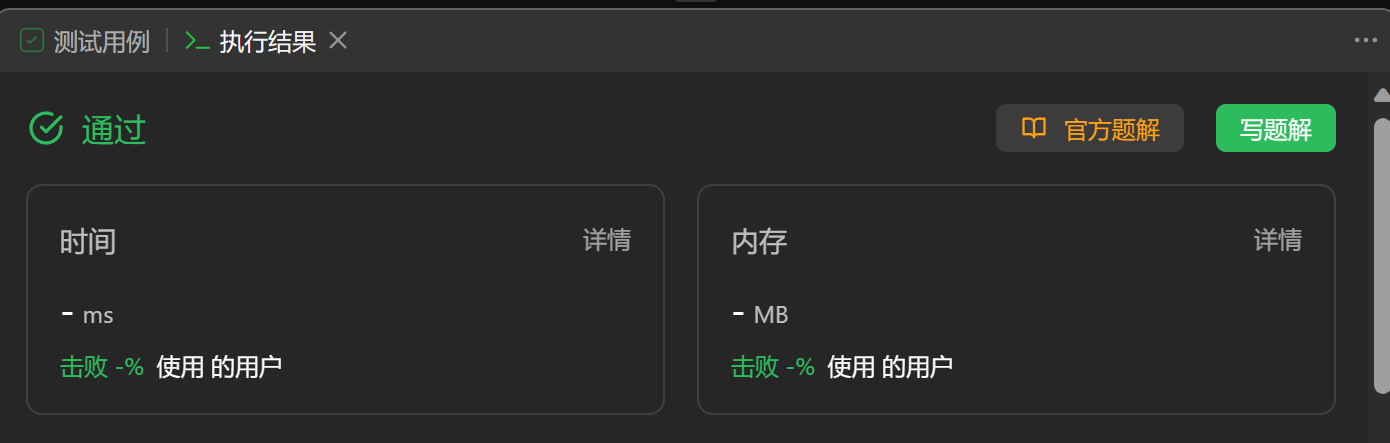 测试用例 执行结果
通过 官方题解 写题解
时间 详情
- ms
击败 -% 使用 的用户
内存 详情
- MB
击败 -% 使用 的用户